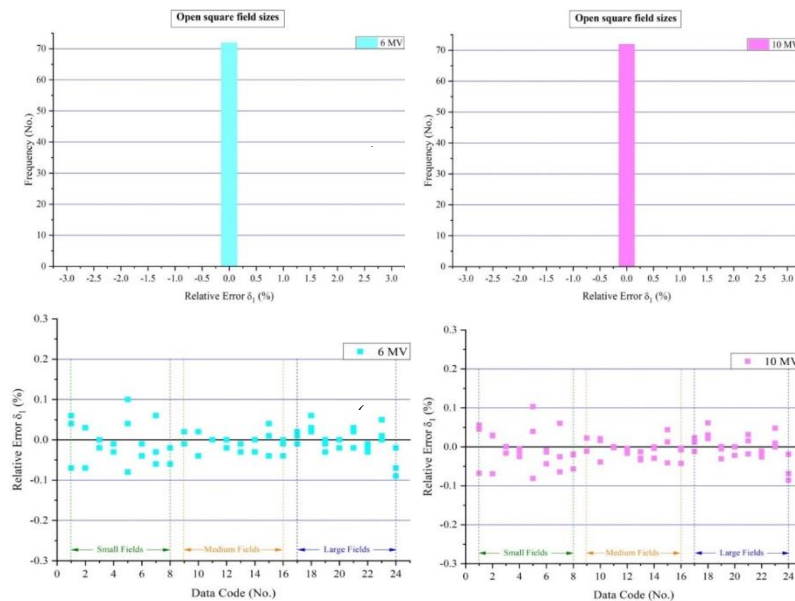 Open square field sizes
6 MV
Frequency (No.)
70
60
50
40
30
20
10
0
-3.0 -2.5 -2.0 -1.5 -1.0 -0.5 0.0 0.5 1.0 1.5 2.0 2.5 3.0
Relative Error δ1 (%)
Open square field sizes
10 MV
Frequency (No.)
70
60
50
40
30
20
10
0
-3.0 -2.5 -2.0 -1.5 -1.0 -0.5 0.0 0.5 1.0 1.5 2.0 2.5 3.0
Relative Error δ1 (%)
6 MV
Relative Error δ1 (%)
0.3
0.2
0.1
0.0
-0.1
-0.2
-0.3
Small Fields Medium Fields Large Fields
0 2 4 6 8 10 12 14 16 18 20 22 24
Data Code (No.)
10 MV
Relative Error δ1 (%)
0.3
0.2
0.1
0.0
-0.1
-0.2
-0.3
Small Fields Medium Fields Large Fields
0 2 4 6 8 10 12 14 16 18 20 22 24
Data Code (No.)